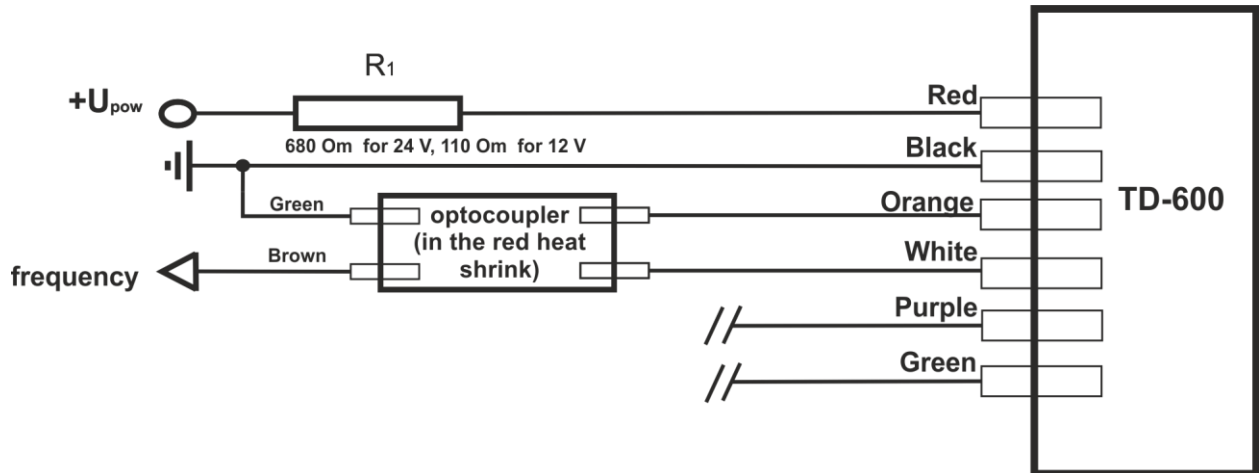 R1
+Upow
Red
680 Om for 24 V, 110 Om for 12 V
Black
TD-600
Green
optocoupler
(in the red heat
shrink)
Orange
Brown
White
frequency
Purple
Green